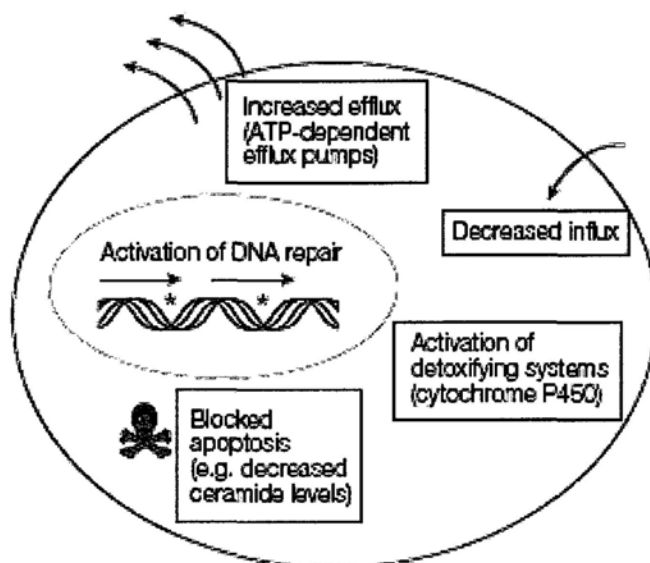 Increased efflux
(ATP-dependent
efflux pumps)
Decreased influx
Activation of DNA repair
* *
Activation of
detoxifying systems
(cytochrome P450)
Blocked
apoptosis
(e.g. decreased
ceramide levels)